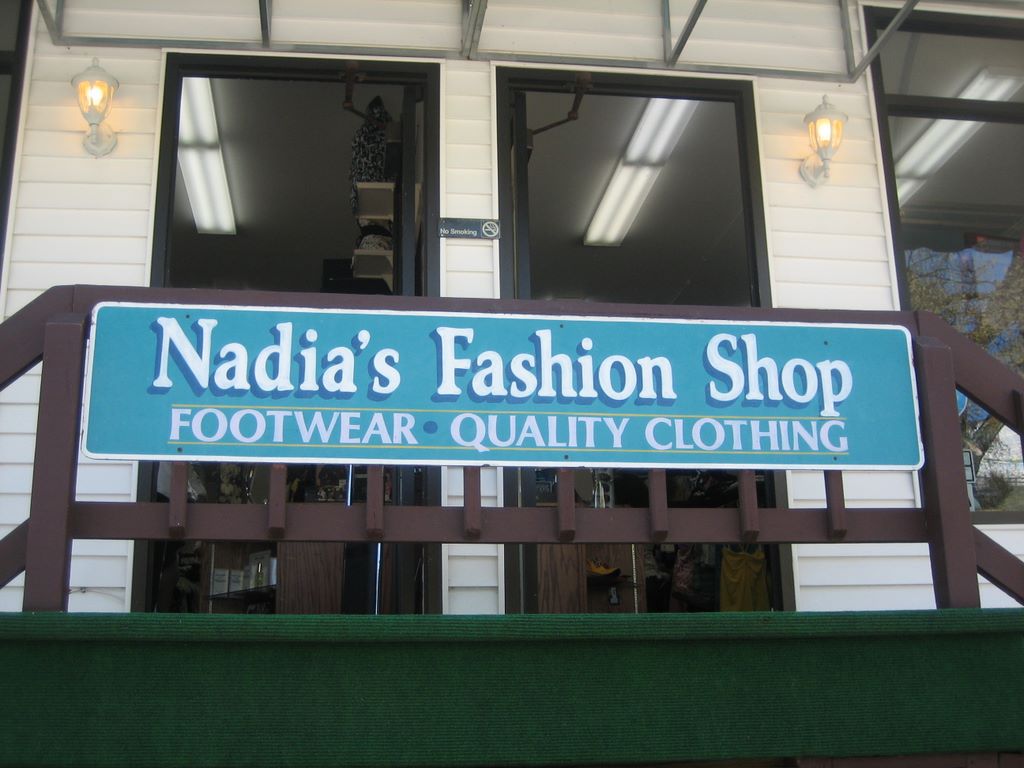 No Smoking
Nadia's Fashion Shop
FOOTWEAR • QUALITY CLOTHING